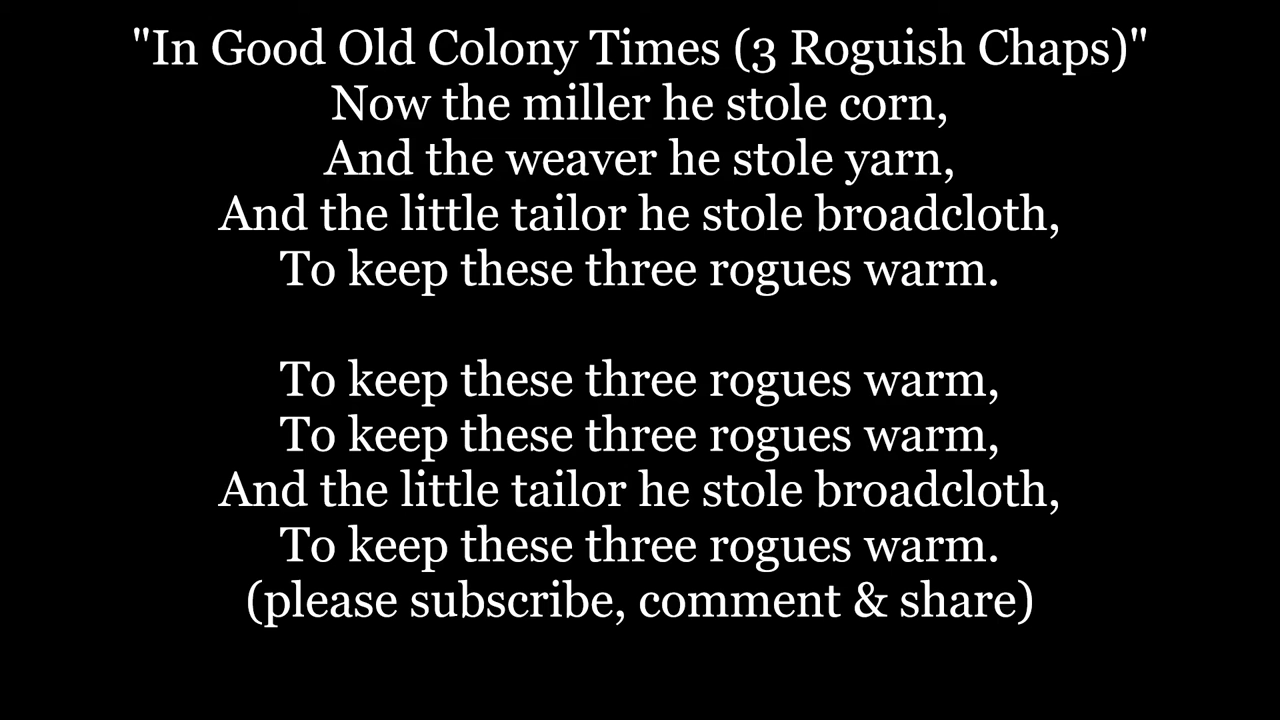 "In Good Old Colony Times (3 Roguish Chaps)"
Now the miller he stole corn,
And the weaver he stole yarn,
And the little tailor he stole broadcloth,
To keep these three rogues warm.
To keep these three rogues warm,
To keep these three rogues warm,
And the little tailor he stole broadcloth,
To keep these three rogues warm.
(please subscribe, comment & share)